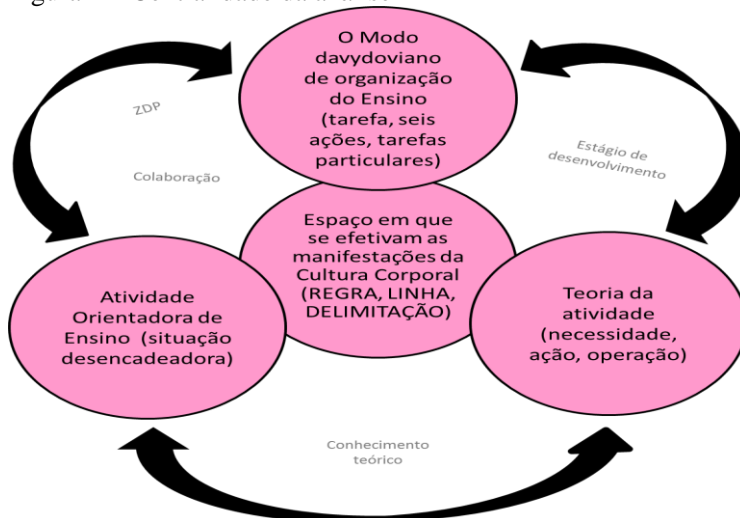 O Modo
davydoviano
de organização
do Ensino
(tarefa, seis
ações, tarefas
particulares)
ZDP
Colaboração
Estágio de
desenvolvimento
Espaço em que
se efetivam as
manifestações da
Cultura Corporal
(REGRA, LINHA,
DELIMITAÇÃO)
Atividade
Orientadora de
Ensino (situação
desencadeadora)
Teoria da
atividade
(necessidade,
ação, operação)
Conhecimento
teórico